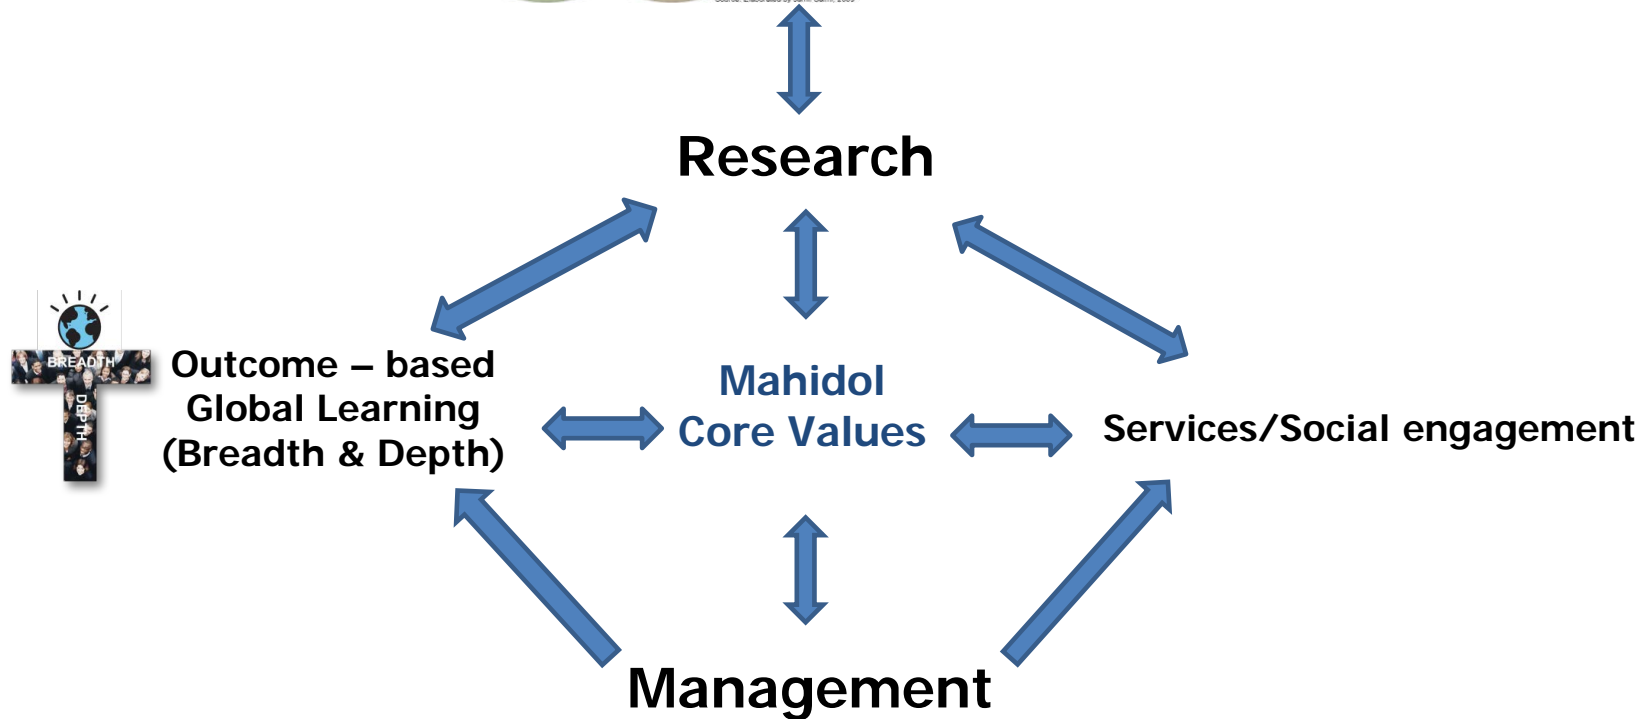 Research
BREADTH
DEPTH
Outcome – based
Global Learning
(Breadth & Depth)
Mahidol
Core Values
Services/Social engagement
Management